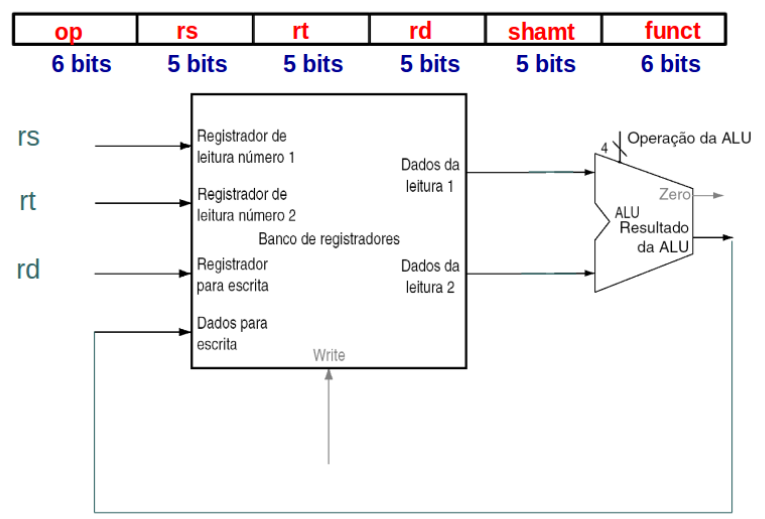 op rs rt rd shamt funct
6 bits 5 bits 5 bits 5 bits 5 bits 6 bits
rs
rt
rd
Registrador de
leitura número 1
Registrador de
leitura número 2
Banco de registradores
Registrador
para escrita
Dados para
escrita
Write
Dados da
leitura 1
Dados da
leitura 2
4
Operação da ALU
Zero
ALU
Resultado
da ALU